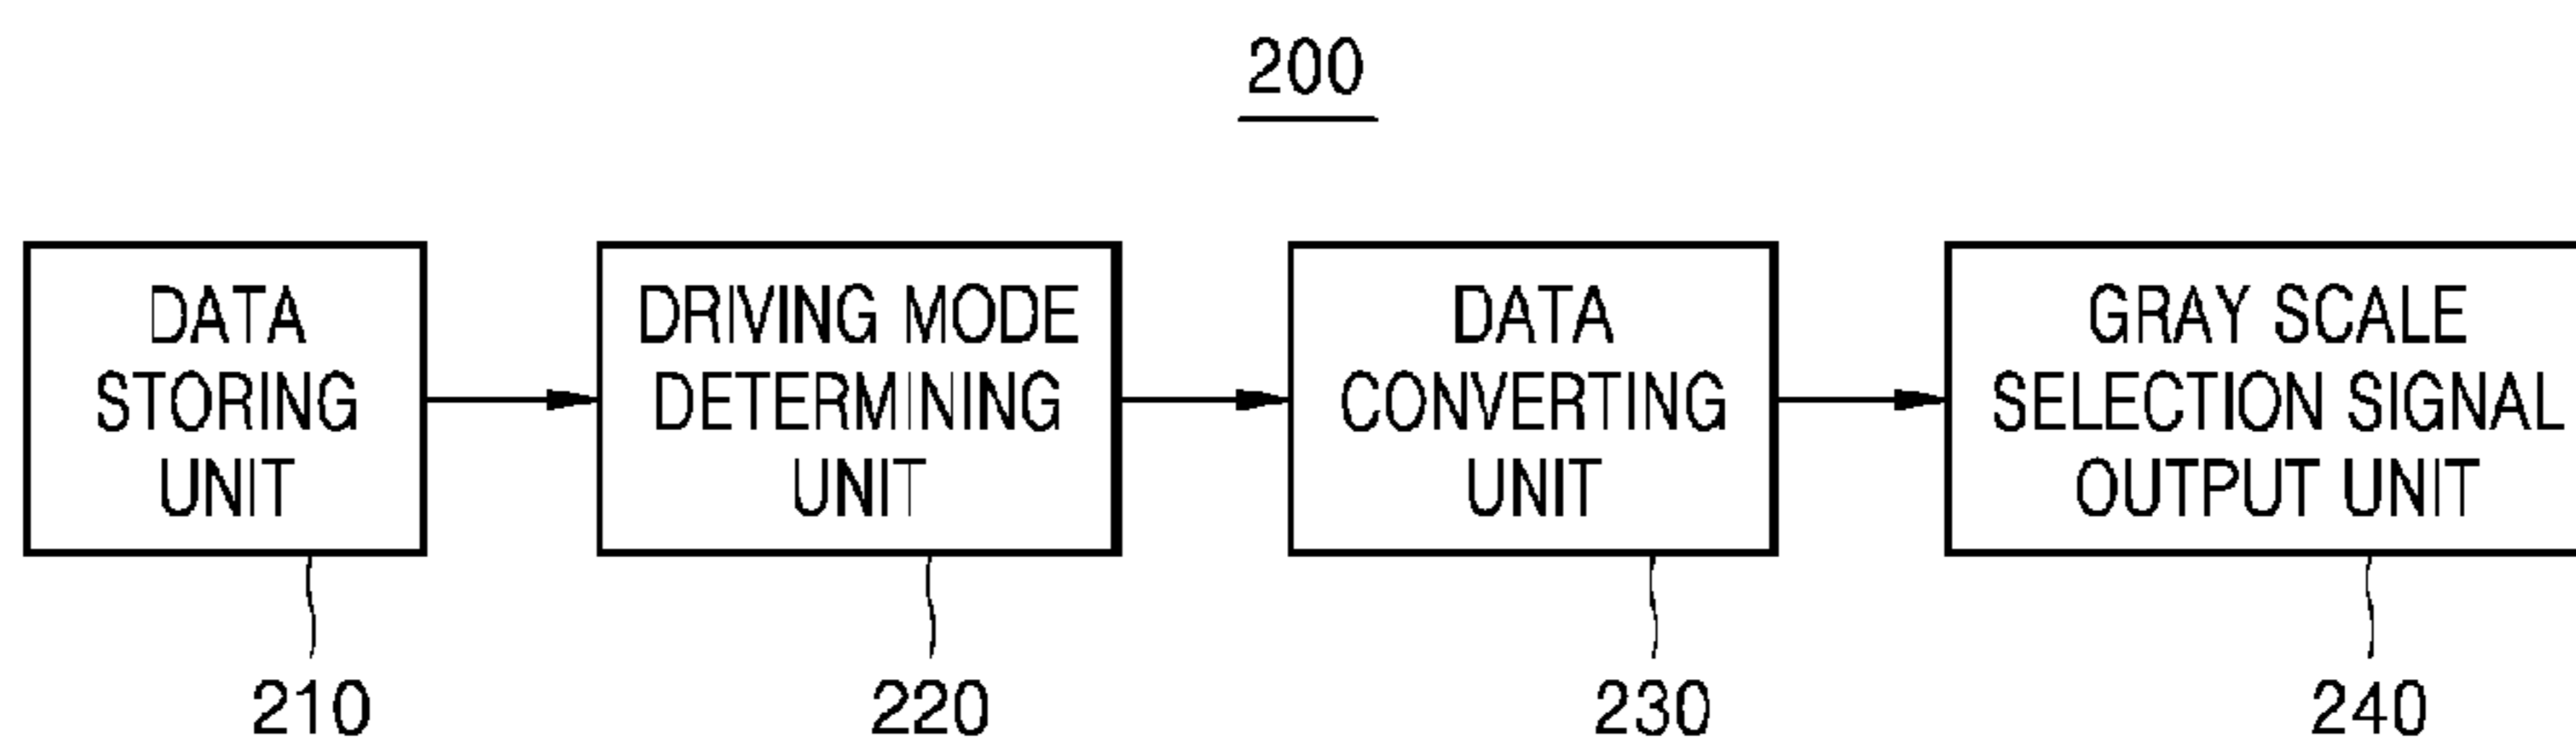 200
DATA
STORING
UNIT
DRIVING MODE
DETERMINING
UNIT
DATA
CONVERTING
UNIT
GRAY SCALE
SELECTION SIGNAL
OUTPUT UNIT
210
220
230
240